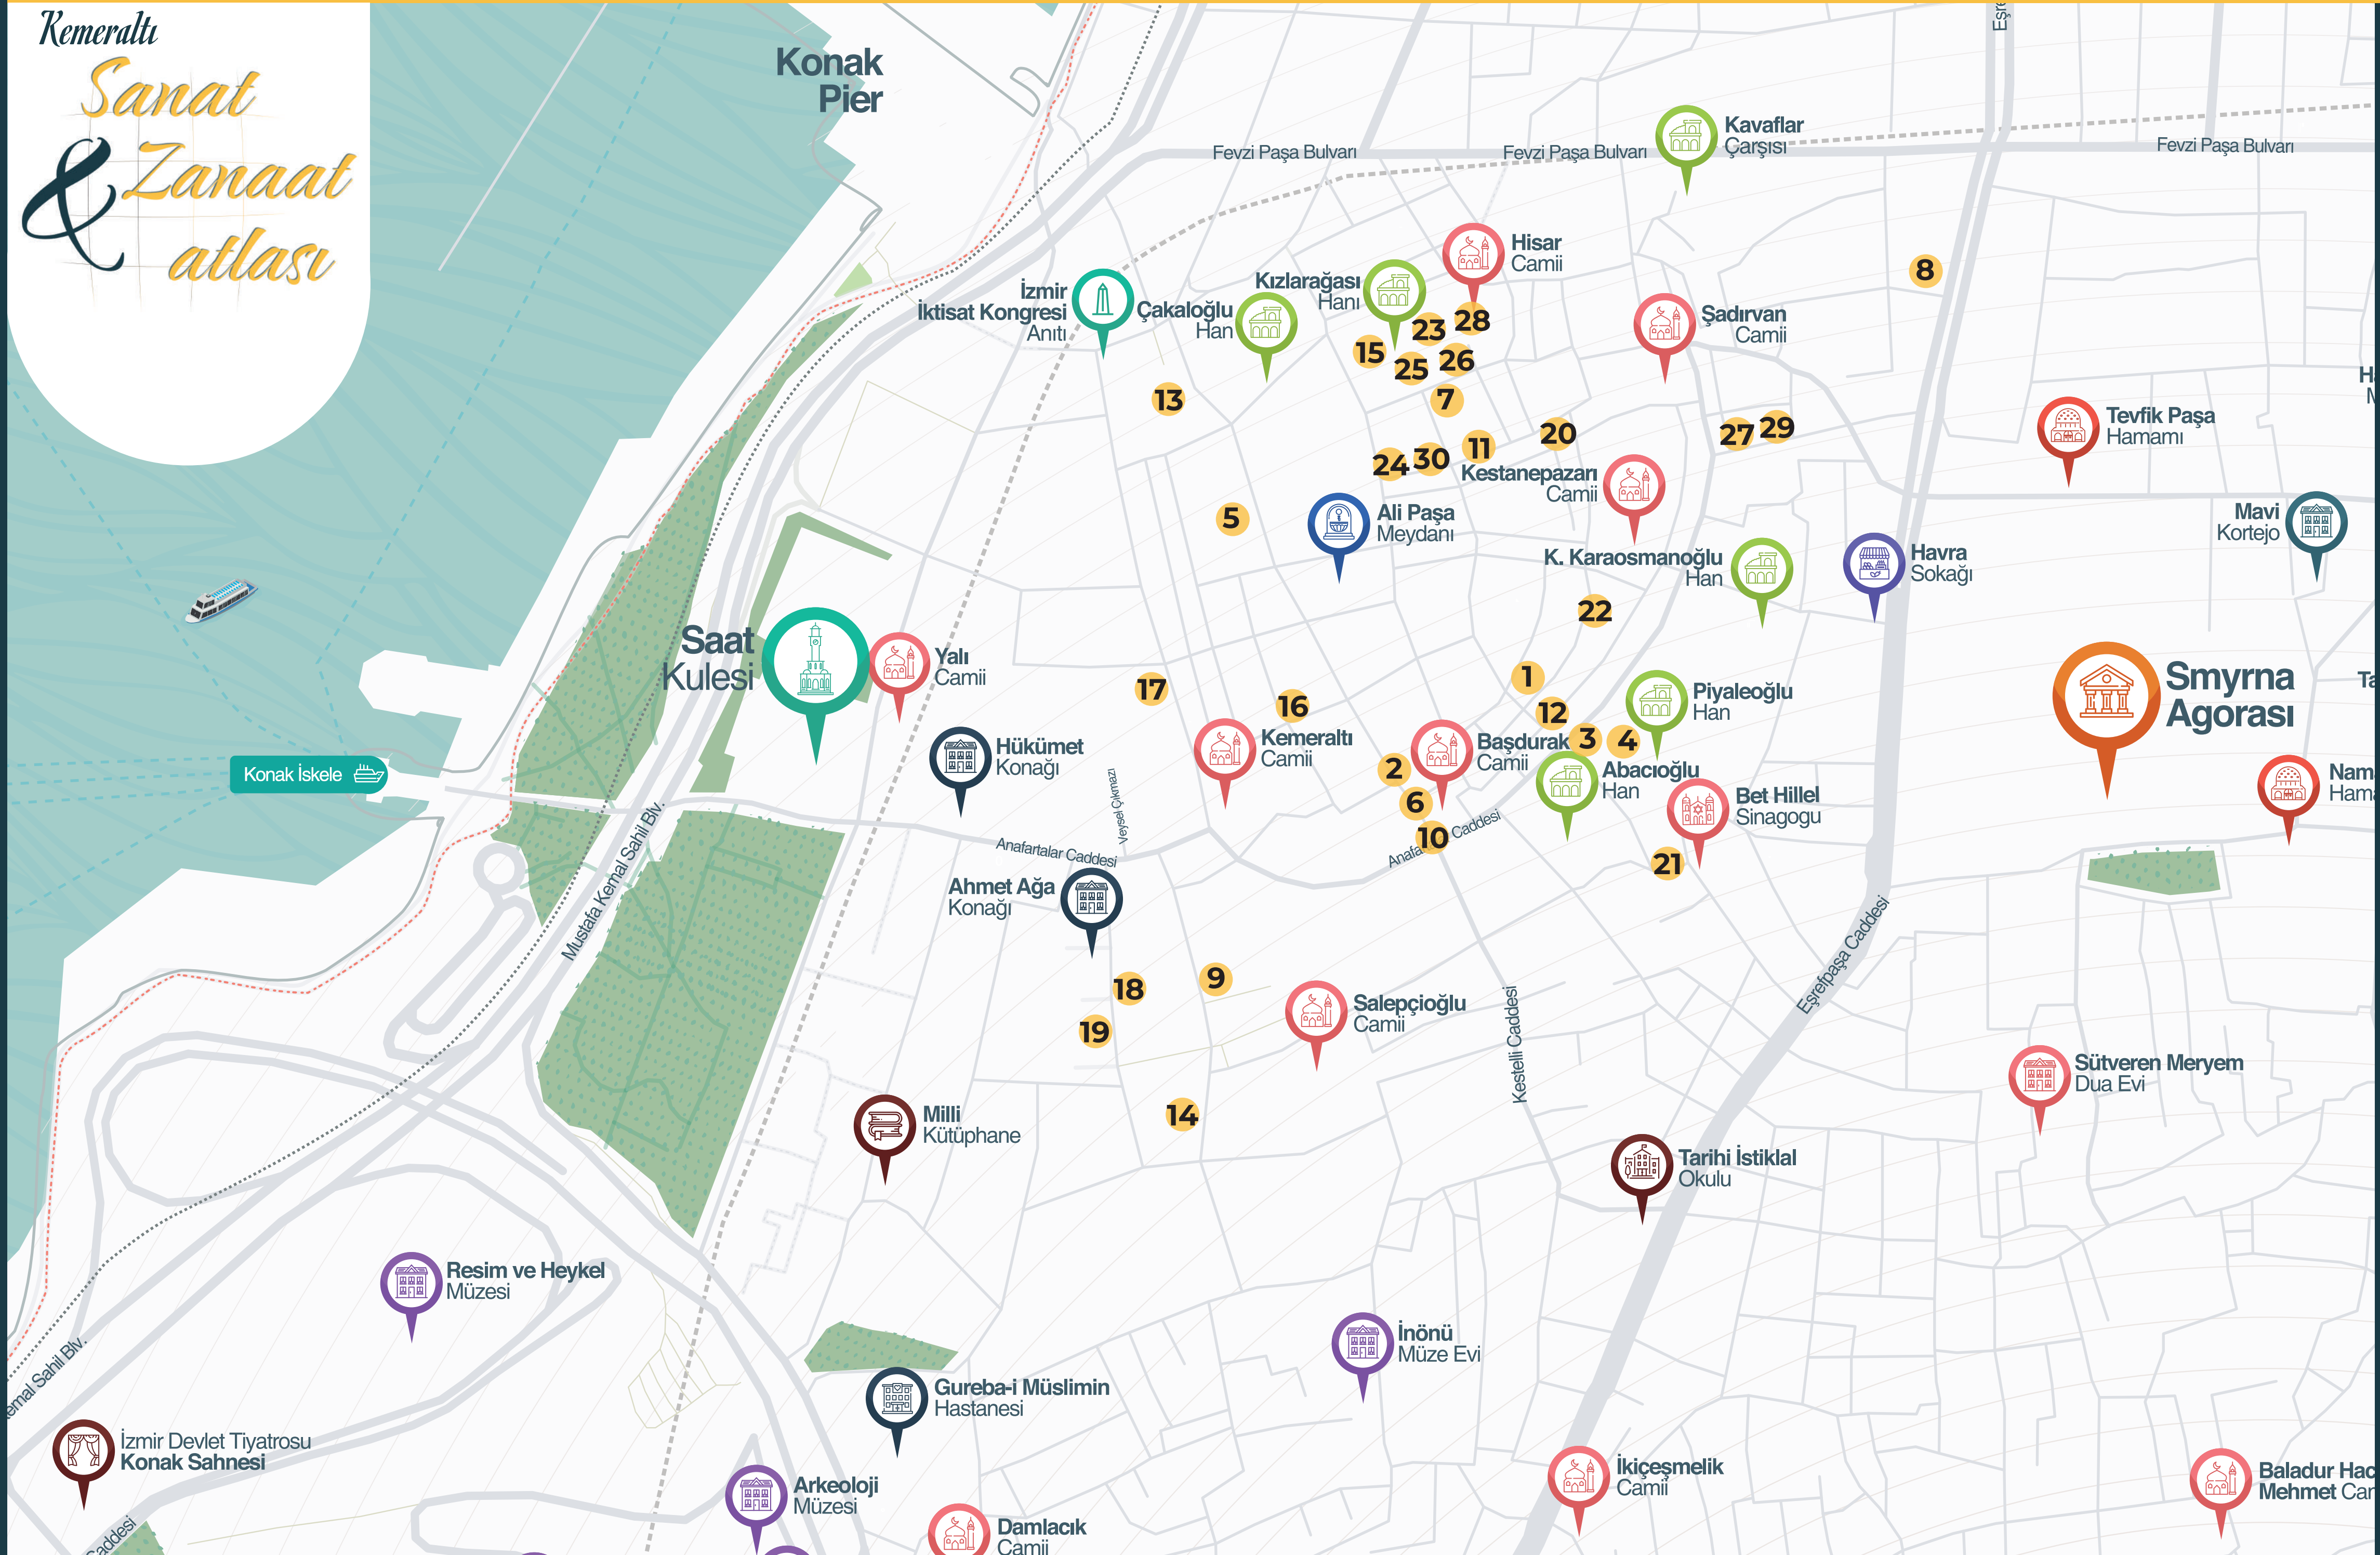 Kemeraltı
Sanat
& Zanaat
atlası
Konak
Pier
Fevzi Paşa Bulvarı
Fevzi Paşa Bulvarı
Fevzi Paşa Bulvarı
Kavaflar
Çarşısı
Hisar
Camii
Kızlarağası
Hanı
İzmir
İktisat Kongresi
Anıtı
Çakaloğlu
Han
Şadırvan
Camii
8
28
23
15
26
25
13
7
20
27
29
11
30
24
Tevfik Paşa
Hamamı
Kestanepazarı
Camii
5
Ali Paşa
Meydanı
Mavi
Kortejo
K. Karaosmanoğlu
Han
Havra
Sokağı
22
Saat
Kulesi
Yalı
Camii
17
16
1
12
3
4
Piyaleoğlu
Han
Smyrna
Agorası
Hükümet
Konağı
Kemeraltı
Camii
Başdurak
Camii
2
6
10
Abacıoğlu
Han
Bet Hillel
Sinagogu
21
Konak İskele
Veysel Çıkmazı
Anafartalar Caddesi
Caddesi
Mustafa Kemal Sahil Blv.
Ahmet Ağa
Konağı
18
9
19
14
Salepçioğlu
Camii
Kestelli Caddesi
Eşrefpaşa Caddesi
Sütveren Meryem
Dua Evi
Milli
Kütüphane
Tarihi İstiklal
Okulu
Resim ve Heykel
Müzesi
İnönü
Müze Evi
Gureba-i Müslimin
Hastanesi
Sahil Blv.
İzmir Devlet Tiyatrosu
Konak Sahnesi
Arkeoloji
Müzesi
Damlacık
Camii
İkiçeşmelik
Camii
Baladur
Mehmet
Caddesi